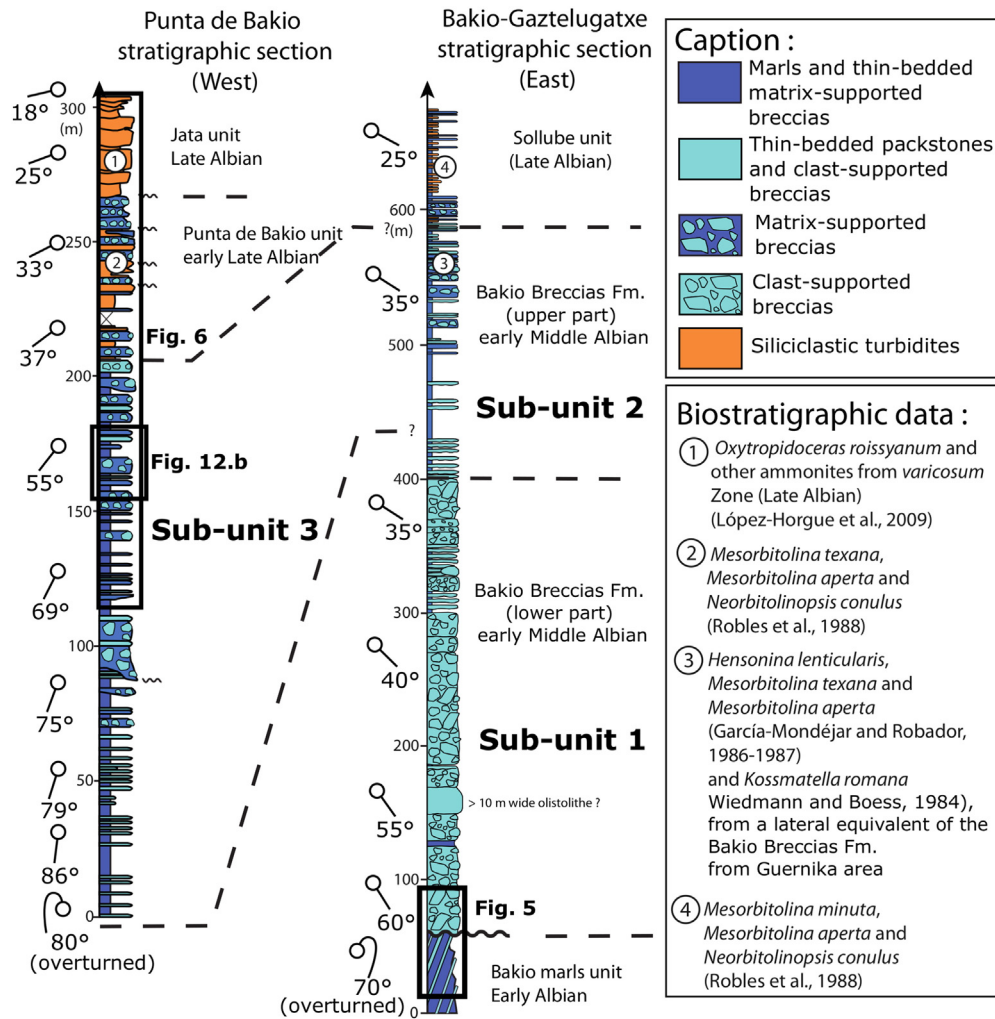 Punta de Bakio
stratigraphic section
(West)
18°
300
(m)
25°
1
Jata unit
Late Albian
250
33°
2
Punta de Bakio unit
early Late Albian
37°
Fig. 6
200
55°
Fig. 12.b
150
Sub-unit 3
69°
100
75°
50
79°
86°
0
80°
(overturned)
Bakio-Gaztelugatxe
stratigraphic section
(East)
25°
4
Sollube unit
(Late Albian)
600
?(m)
3
35°
Bakio Breccias Fm.
(upper part)
early Middle Albian
500
Sub-unit 2
?
400
35°
Bakio Breccias Fm.
(lower part)
early Middle Albian
300
40°
200
Sub-unit 1
> 10 m wide olistolithe ?
55°
100
60°
Fig. 5
70°
(overturned)
Bakio marls unit
Early Albian
0
Caption :
Marls and thin-bedded
matrix-supported
breccias
Thin-bedded packstones
and clast-supported
breccias
Matrix-supported
breccias
Clast-supported
breccias
Siliciclastic turbidites
Biostratigraphic data :
1 Oxytropidoceras roissyanum and
other ammonites from varicosum
Zone (Late Albian)
(López-Horgue et al., 2009)
2 Mesorbitolina texana,
Mesorbitolina aperta and
Neorbitolinopsis conulus
(Robles et al., 1988)
3 Hensonina lenticularis,
Mesorbitolina texana and
Mesorbitolina aperta
(García-Mondéjar and Robador,
1986-1987)
and Kossmatella romana
Wiedmann and Boess, 1984),
from a lateral equivalent of the
Bakio Breccias Fm.
from Guernika area
4 Mesorbitolina minuta,
Mesorbitolina aperta and
Neorbitolinopsis conulus
(Robles et al., 1988)